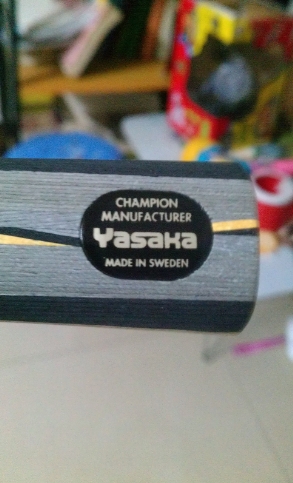 CHAMPION
MANUFACTURER
Yasaka
MADE IN SWEDEN